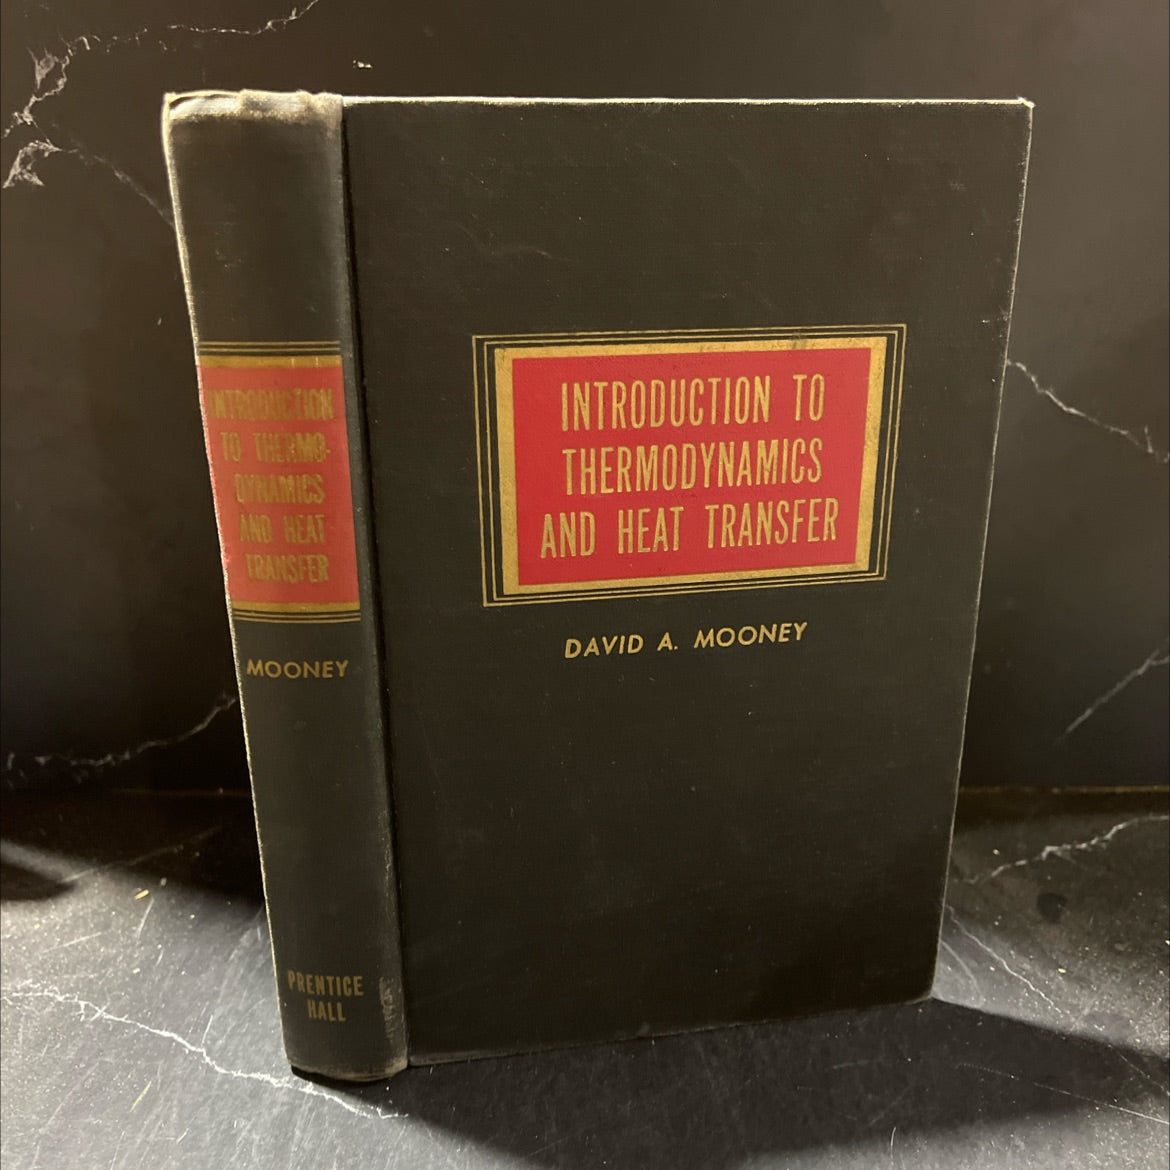 INTRODUCTION
TO THERMO-
DYNAMICS
AND HEAT
TRANSFER
MOONEY
PRENTICE
HALL
INTRODUCTION TO
THERMODYNAMICS
AND HEAT TRANSFER
DAVID A. MOONEY